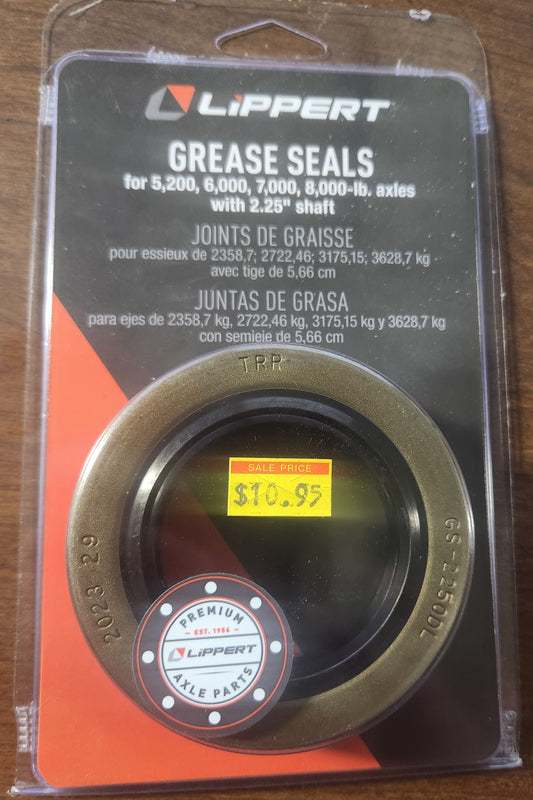 LiPPERT
GREASE SEALS
for 5,200, 6,000, 7,000, 8,000-lb. axles
with 2.25" shaft
JOINTS DE GRAISSE
pour essieux de 2358,7; 2722,46; 3175,15; 3628,7 kg
avec tige de 5,66 cm
JUNTAS DE GRASA
para ejes de 2358,7 kg, 2722,46 kg, 3175,15 kg y 3628,7 kg
con semieje de 5,66 cm
TRR
SALE PRICE
$10.95
GS-2250DL
2023 29
PREMIUM
EST. 1956
LiPPERT
AXLE PARTS